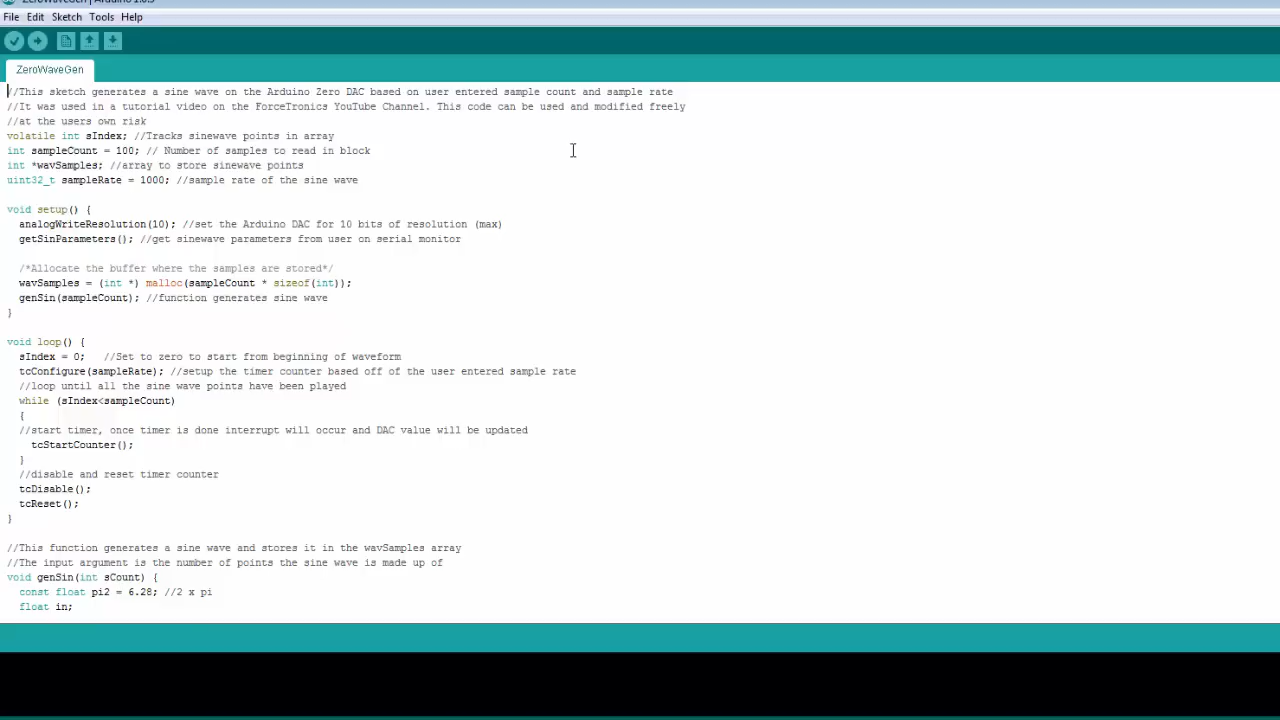 File Edit Sketch Tools Help
ZeroWaveGen
//This sketch generates a sine wave on the Arduino Zero DAC based on user entered sample count and sample rate
//It was used in a tutorial video on the ForceTronics YouTube Channel. This code can be used and modified freely
//at the users own risk
volatile int sIndex; //Tracks sinewave points in array
int sampleCount = 100; // Number of samples to read in block
int *wavSamples; //array to store sinewave points
uint32_t sampleRate = 1000; //sample rate of the sine wave
void setup() {
analogWriteResolution(10); //set the Arduino DAC for 10 bits of resolution (max)
getSinParameters(); //get sinewave parameters from user on serial monitor
/*Allocate the buffer where the samples are stored*/
wavSamples = (int *) malloc(sampleCount * sizeof(int));
genSin(sampleCount); //function generates sine wave
}
void loop() {
sIndex = 0;   //Set to zero to start from beginning of waveform
tcConfigure(sampleRate); //setup the timer counter based off of the user entered sample rate
//loop until all the sine wave points have been played
while (sIndex<sampleCount)
{
//start timer, once timer is done interrupt will occur and DAC value will be updated
tcStartCounter();
}
//disable and reset timer counter
tcDisable();
tcReset();
}
//This function generates a sine wave and stores it in the wavSamples array
//The input argument is the number of points the sine wave is made up of
void genSin(int sCount) {
const float pi2 = 6.28; //2 x pi
float in;